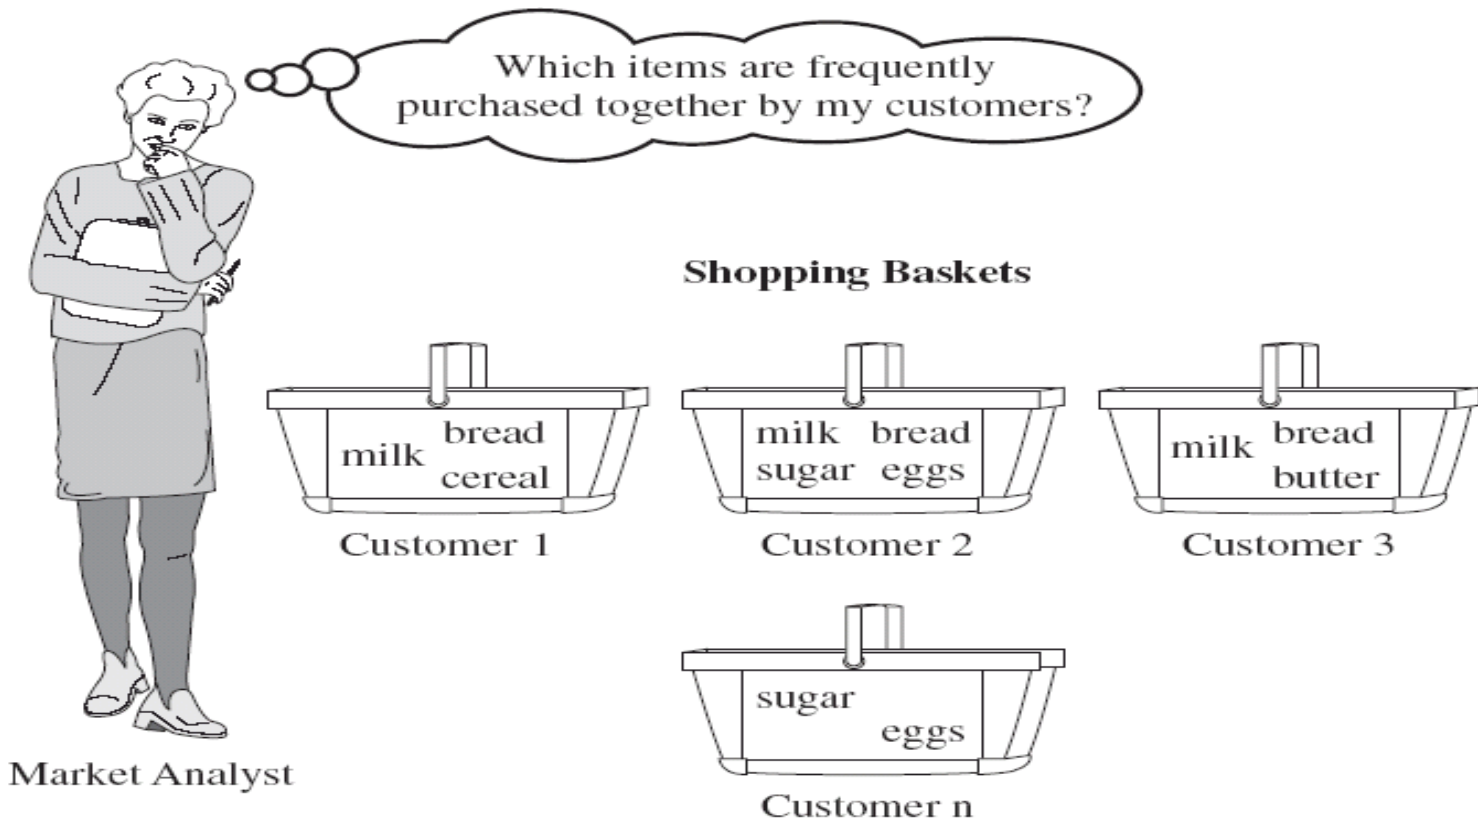 Which items are frequently
purchased together by my customers?
Shopping Baskets
milk bread
cereal
Customer 1
milk bread
sugar eggs
Customer 2
milk bread
butter
Customer 3
sugar
eggs
Customer n
Market Analyst